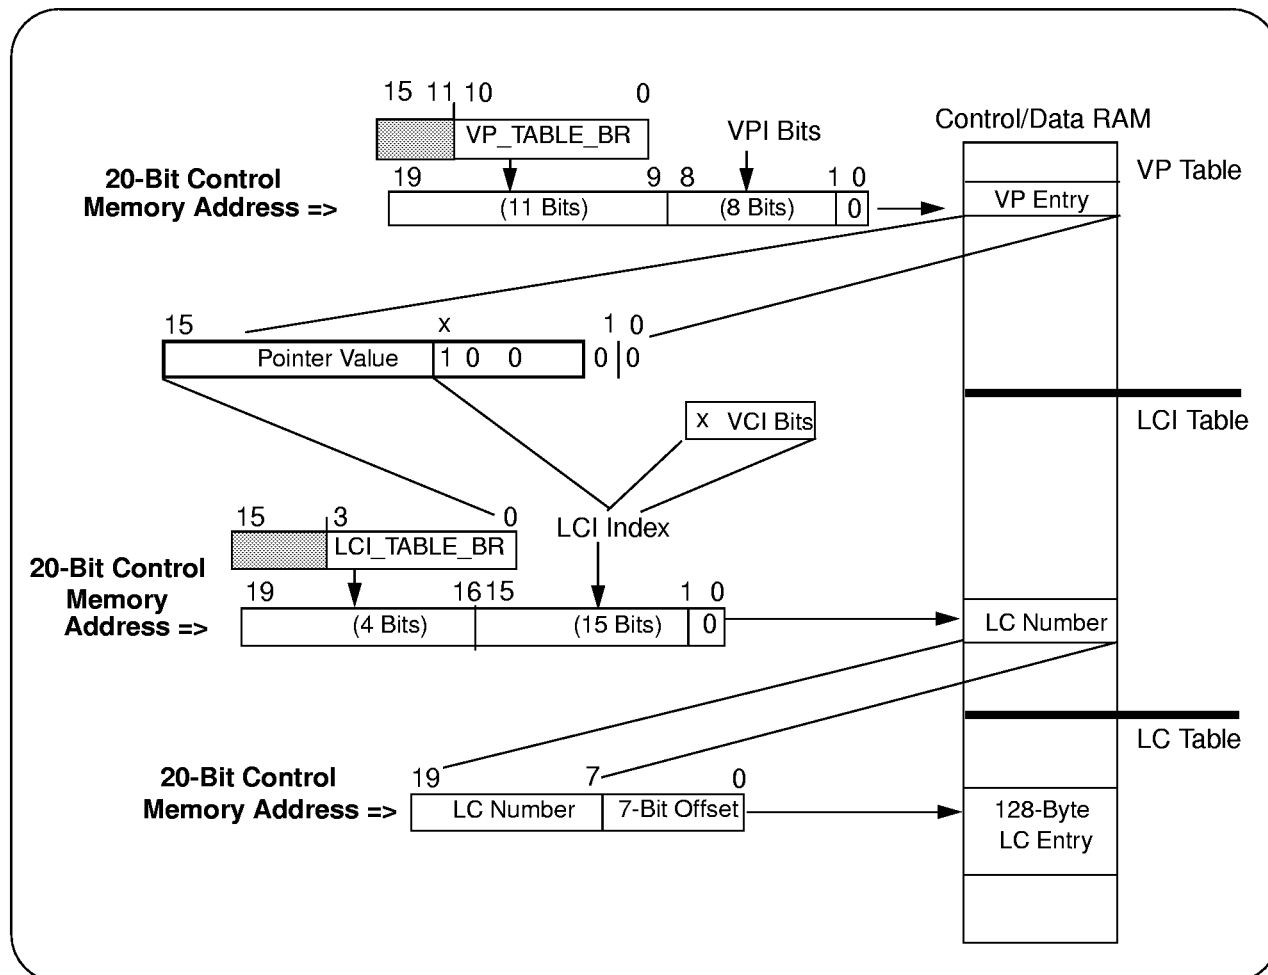 15 11 10 0
VP_TABLE_BR
VPI Bits
Control/Data RAM
VP Table
20-Bit Control
Memory Address =>
19 9 8 1 0
(11 Bits) (8 Bits) 0
VP Entry
15 x 1 0
Pointer Value 1 0 0 0 0
x VCI Bits
LCI Table
15 3 0
LCI_TABLE_BR
LCI Index
20-Bit Control
Memory
Address =>
19 16 15 1 0
(4 Bits) (15 Bits) 0
LC Number
LC Table
20-Bit Control
Memory Address =>
19 7 0
LC Number 7-Bit Offset
128-Byte
LC Entry